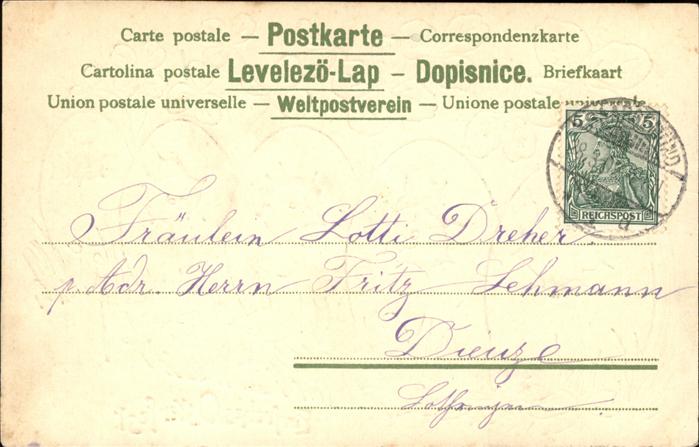 Carte postale — Postkarte — Correspondenzkarte
Cartolina postale Levelezö-Lap — Dopisnice. Briefkaart
Union postale universelle — Weltpostverein — Unione postale universale
5 5
REICHSPOST
Fräulein Lotti Dreher
p. Adr. Herrn Fritz Lehmann
Dieuze
Lothringen